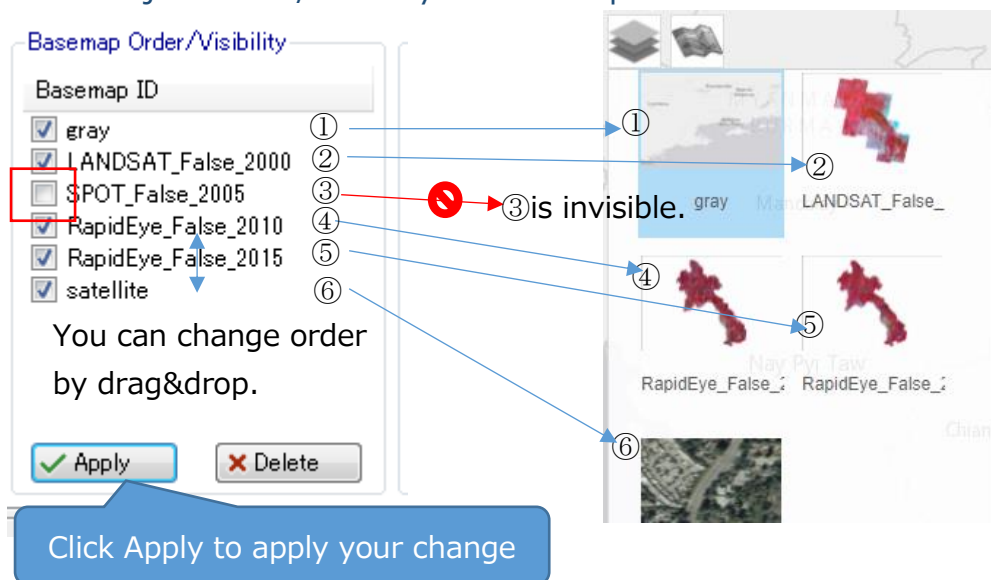 Basemap Order/Visibility
Basemap ID
gray ①
LANDSAT_False_2000 ②
SPOT_False_2005 ③
RapidEye_False_2010 ④
RapidEye_False_2015 ⑤
satellite ⑥
You can change order
by drag&drop.
Apply
Delete
Click Apply to apply your change
①
②
③is invisible.
gray
LANDSAT_False_
④
⑤
Nay Pyi Taw
RapidEye_False_2
RapidEye_False_2
Chian
⑥